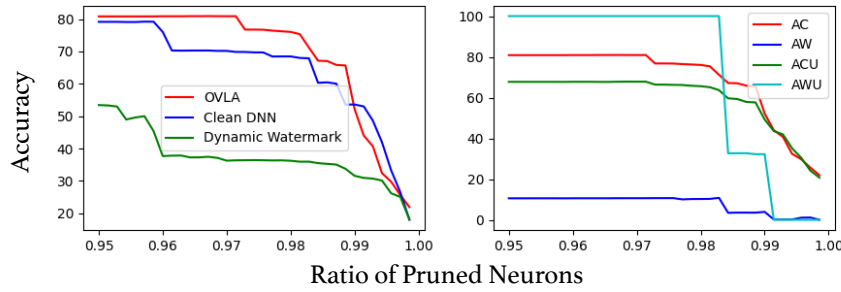 Accuracy
80
70
60
50
40
30
20
OVLA
Clean DNN
Dynamic Watermark
0.95 0.96 0.97 0.98 0.99 1.00
100
80
60
40
20
0
AC
AW
ACU
AWU
0.95 0.96 0.97 0.98 0.99 1.00
Ratio of Pruned Neurons